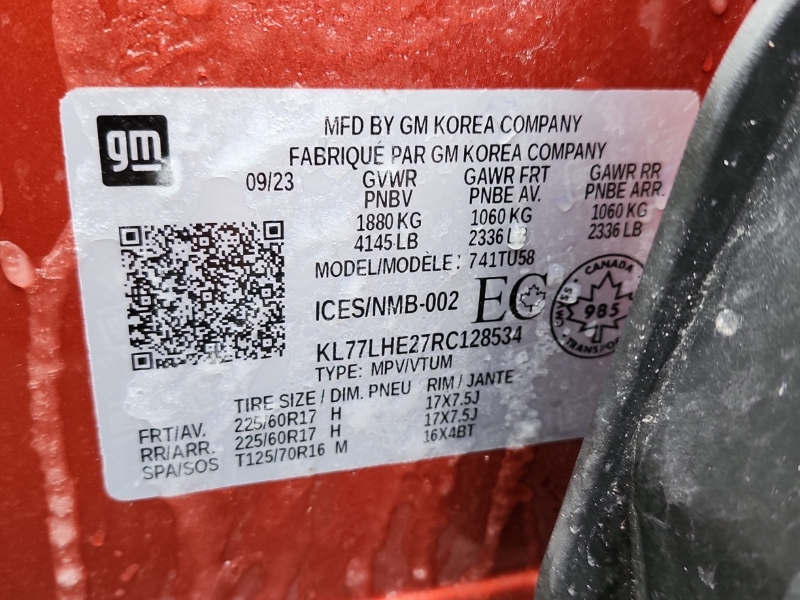 gm
MFD BY GM KOREA COMPANY
FABRIQUÉ PAR GM KOREA COMPANY
09/23 GVWR GAWR FRT GAWR RR
PNBV PNBE AV. PNBE ARR.
1880 KG 1060 KG 1060 KG
4145 LB 2336 LB 2336 LB
MODEL/MODÈLE: 741TU58
ICES/NMB-002 EC
CANADA
CMVSS 985
TRANSPOR
KL77LHE27RC128534
TYPE: MPV/VTUM
TIRE SIZE / DIM. PNEU RIM / JANTE
FRT/AV. 225/60R17 H 17X7.5J
RR/ARR. 225/60R17 H 17X7.5J
SPA/SOS T125/70R16 M 16X4BT